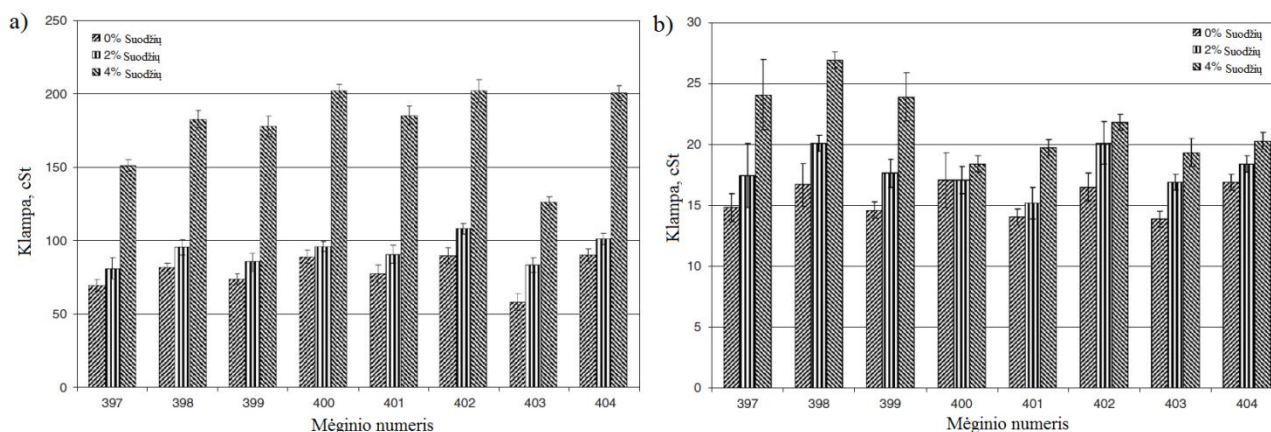 a)
Klampa, cSt
250
200
150
100
50
0
0% Suodžių
2% Suodžių
4% Suodžių
397 398 399 400 401 402 403 404
Mėginio numeris
b)
Klampa, cSt
30
25
20
15
10
5
0
0% Suodžių
2% Suodžių
4% Suodžių
397 398 399 400 401 402 403 404
Mėginio numeris